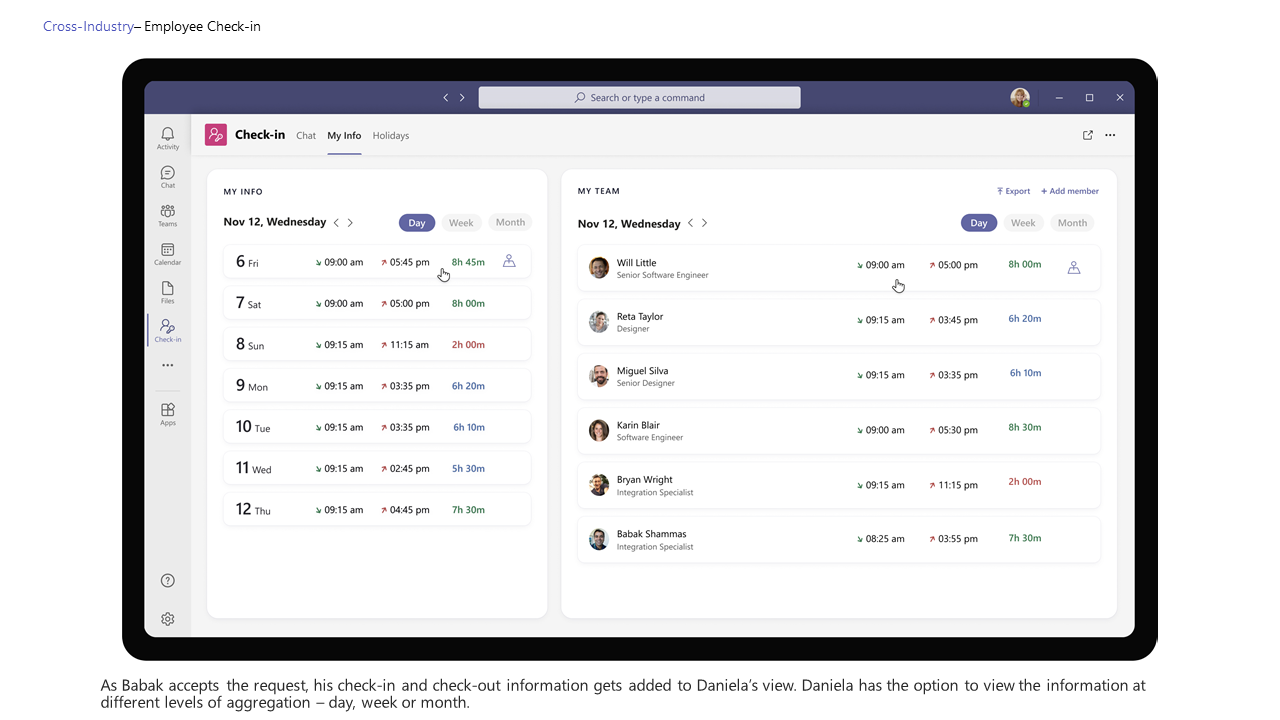 Cross-Industry– Employee Check-in
Search or type a command
Activity
Chat
Teams
Calendar
Files
Check-in
Apps
Check-in Chat My Info Holidays
MY INFO
Nov 12, Wednesday Day Week Month
6 Fri 09:00 am 05:45 pm 8h 45m
7 Sat 09:00 am 05:00 pm 8h 00m
8 Sun 09:15 am 11:15 am 2h 00m
9 Mon 09:15 am 03:35 pm 6h 20m
10 Tue 09:15 am 03:35 pm 6h 10m
11 Wed 09:15 am 02:45 pm 5h 30m
12 Thu 09:15 am 04:45 pm 7h 30m
MY TEAM Export + Add member
Nov 12, Wednesday Day Week Month
Will Little
Senior Software Engineer
09:00 am 05:00 pm 8h 00m
Reta Taylor
Designer
09:15 am 03:45 pm 6h 20m
Miguel Silva
Senior Designer
09:15 am 03:35 pm 6h 10m
Karin Blair
Software Engineer
09:00 am 05:30 pm 8h 30m
Bryan Wright
Integration Specialist
09:15 am 11:15 pm 2h 00m
Babak Shammas
Integration Specialist
08:25 am 03:55 pm 7h 30m
As Babak accepts the request, his check-in and check-out information gets added to Daniela’s view. Daniela has the option to view the information at
different levels of aggregation – day, week or month.